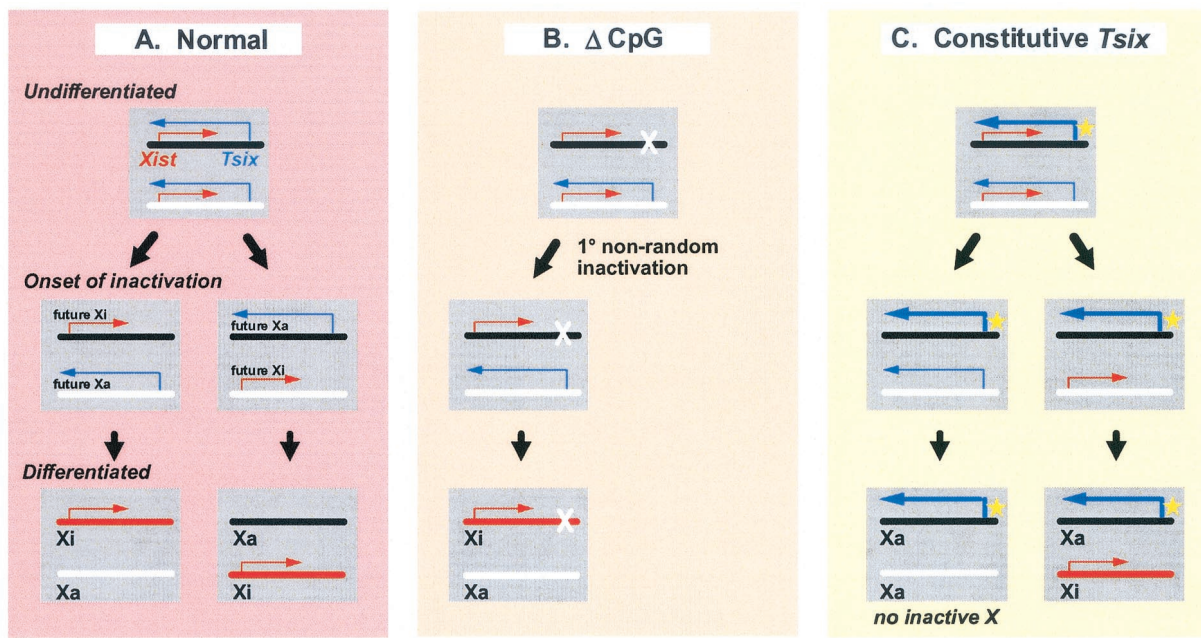 A. Normal
Undifferentiated
Xist
Tsix
Onset of inactivation
future Xi
future Xa
future Xa
future Xi
Differentiated
Xi
Xa
Xa
Xi
B. Δ CpG
X
1° non-random
inactivation
X
X
Xi
Xa
C. Constitutive Tsix
Xa
Xa
no inactive X
Xa
Xi